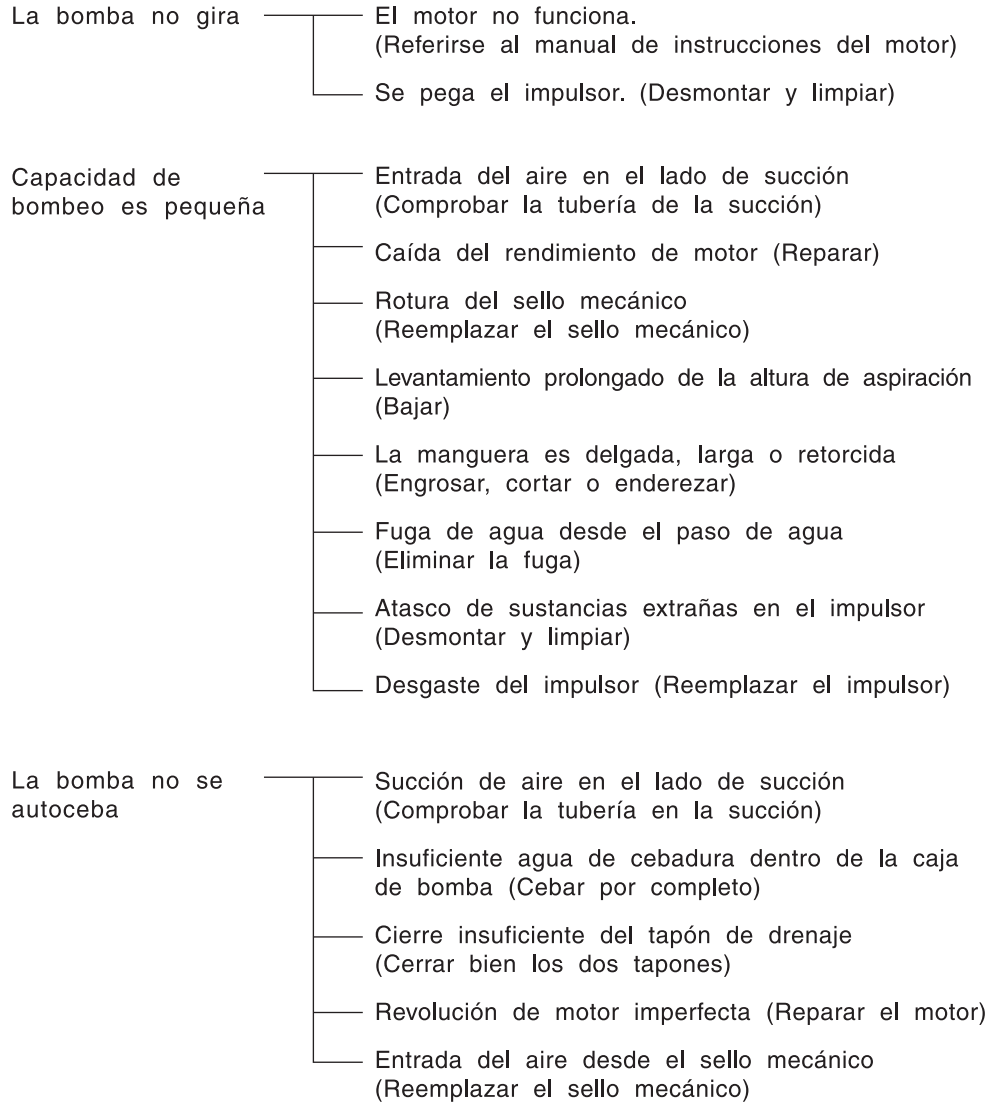 La bomba no gira
El motor no funciona.
(Referirse al manual de instrucciones del motor)
Se pega el impulsor. (Desmontar y limpiar)
Capacidad de
bombeo es pequeña
Entrada del aire en el lado de succión
(Comprobar la tubería de la succión)
Caída del rendimiento de motor (Reparar)
Rotura del sello mecánico
(Reemplazar el sello mecánico)
Levantamiento prolongado de la altura de aspiración
(Bajar)
La manguera es delgada, larga o retorcida
(Engrosar, cortar o enderezar)
Fuga de agua desde el paso de agua
(Eliminar la fuga)
Atasco de sustancias extrañas en el impulsor
(Desmontar y limpiar)
Desgaste del impulsor (Reemplazar el impulsor)
La bomba no se
autoceba
Succión de aire en el lado de succión
(Comprobar la tubería en la succión)
Insuficiente agua de cebadura dentro de la caja
de bomba (Cebar por completo)
Cierre insuficiente del tapón de drenaje
(Cerrar bien los dos tapones)
Revolución de motor imperfecta (Reparar el motor)
Entrada del aire desde el sello mecánico
(Reemplazar el sello mecánico)